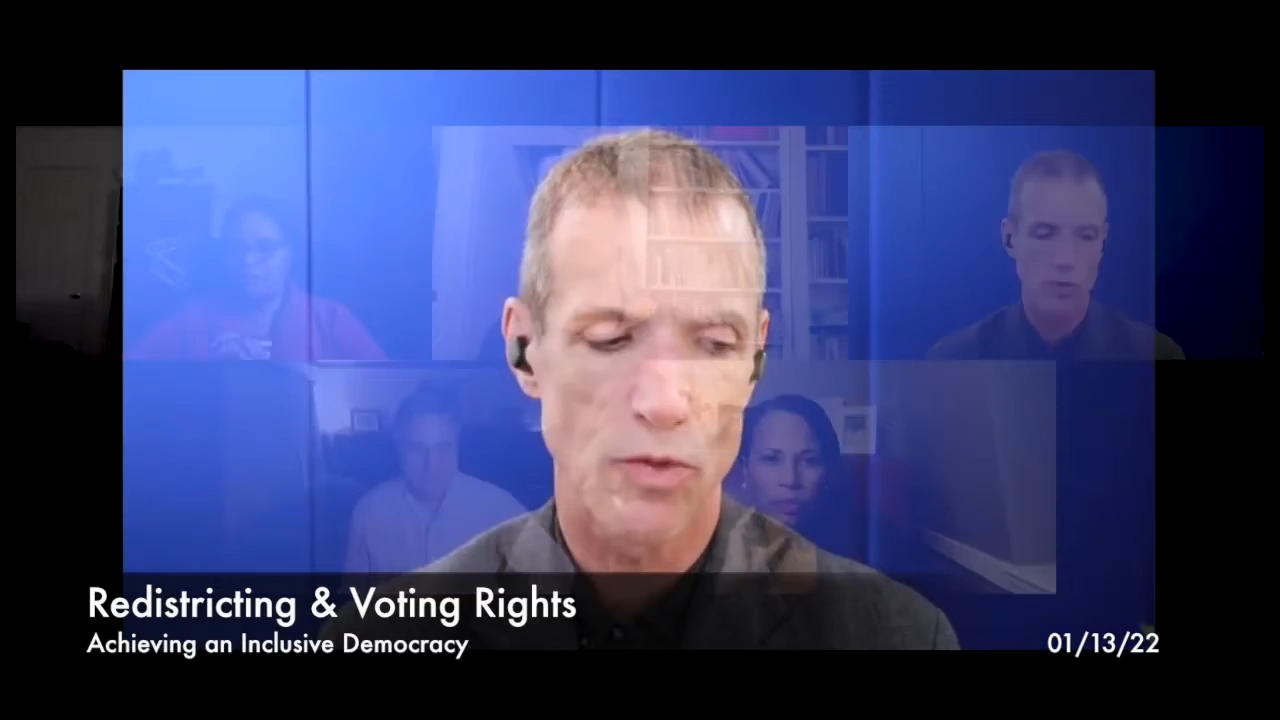 Redistricting & Voting Rights
Achieving an Inclusive Democracy
01/13/22